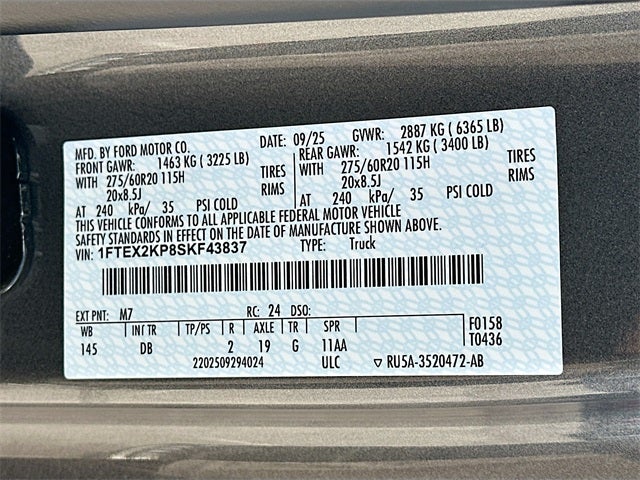 MFD. BY FORD MOTOR CO. DATE: 09/25 GVWR: 2887 KG ( 6365 LB)
FRONT GAWR: 1463 KG ( 3225 LB) REAR GAWR: 1542 KG ( 3400 LB)
WITH 275/60R20 115H TIRES WITH 275/60R20 115H TIRES
20x8.5J RIMS 20x8.5J RIMS
AT 240 kPa/ 35 PSI COLD AT 240 kPa/ 35 PSI COLD
THIS VEHICLE CONFORMS TO ALL APPLICABLE FEDERAL MOTOR VEHICLE
SAFETY STANDARDS IN EFFECT ON THE DATE OF MANUFACTURE SHOWN ABOVE.
VIN: 1FTEX2KP8SKF43837 TYPE: Truck
EXT PNT: M7 RC: 24 DSO: F0158
WB INT TR TP/PS R AXLE TR SPR T0436
145 DB 2 19 G 11AA
2202509294024 ULC ▽ RU5A-3520472-AB